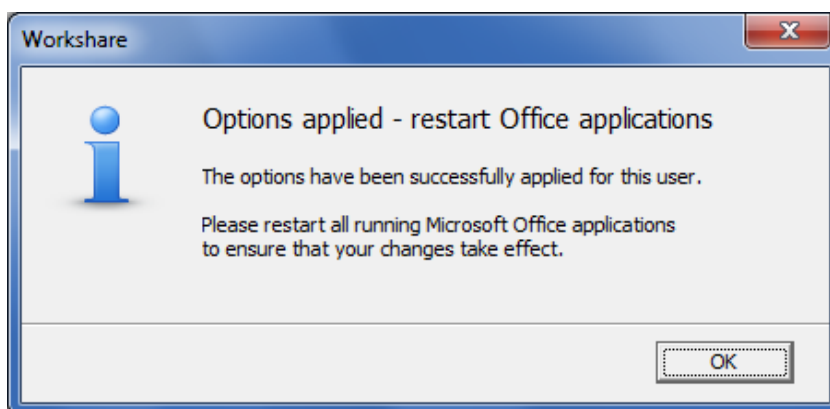 Workshare
Options applied - restart Office applications
The options have been successfully applied for this user.
Please restart all running Microsoft Office applications
to ensure that your changes take effect.
OK